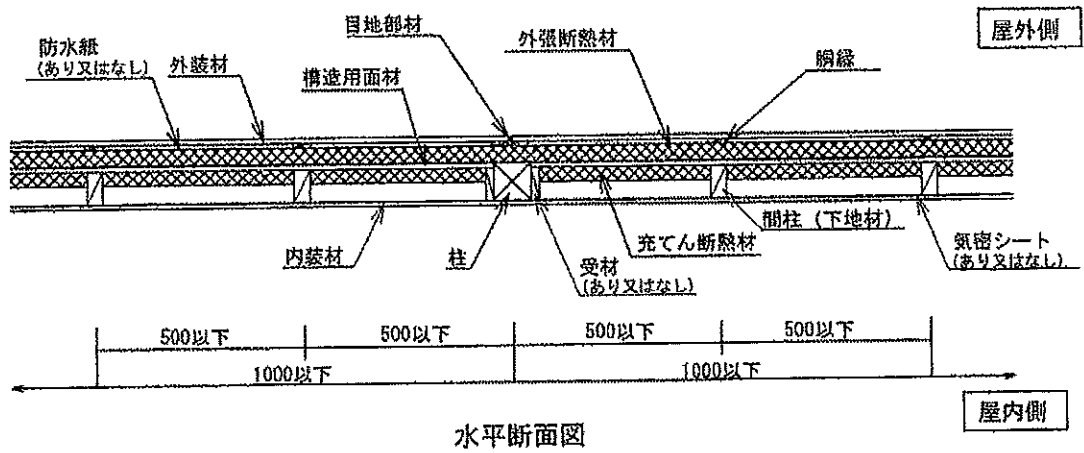 屋外側
目地部材
防水紙
(あり又はなし)
外装材
構造用面材
外張断熱材
胴縁
内装材
柱
受材
(あり又はなし)
充てん断熱材
間柱（下地材）
気密シート
(あり又はなし)
500以下
500以下
500以下
500以下
1000以下
1000以下
屋内側
水平断面図